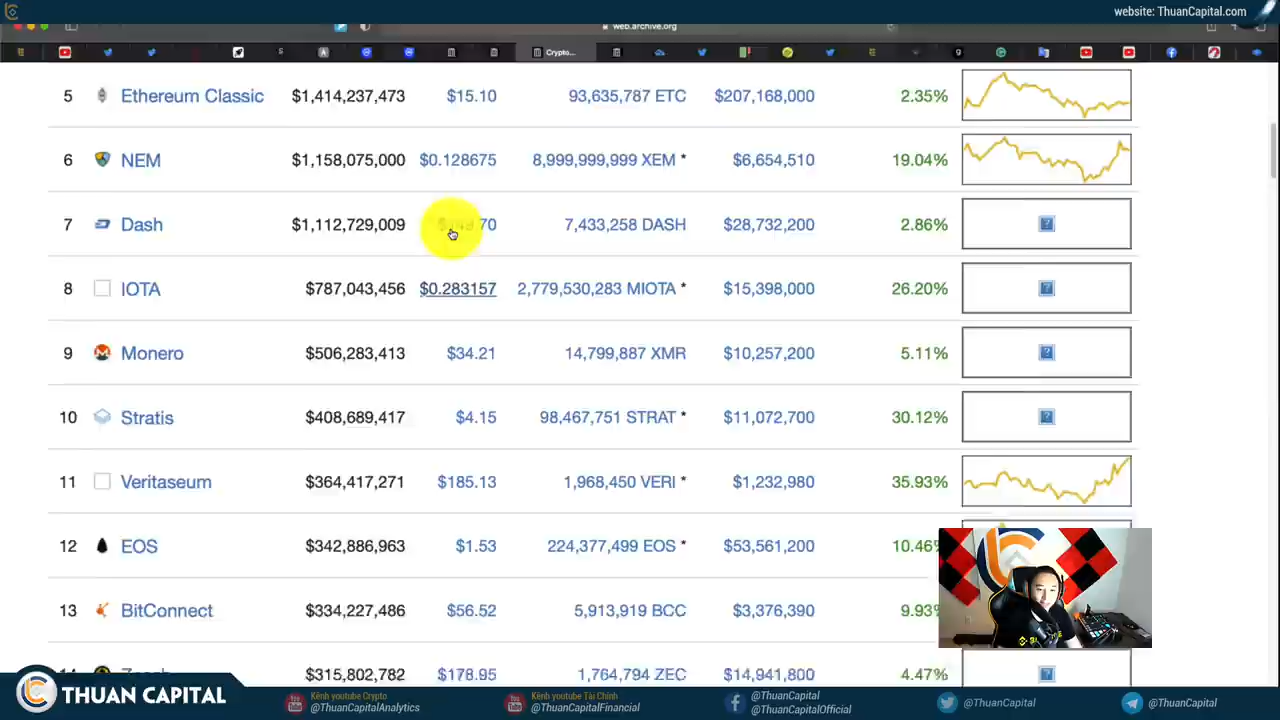 website: ThuanCapital.com
web.archive.org
Crypto...
5 Ethereum Classic $1,414,237,473 $15.10 93,635,787 ETC $207,168,000 2.35%
6 NEM $1,158,075,000 $0.128675 8,999,999,999 XEM * $6,654,510 19.04%
7 Dash $1,112,729,009 70 7,433,258 DASH $28,732,200 2.86%
8 IOTA $787,043,456 $0.283157 2,779,530,283 MIOTA * $15,398,000 26.20%
9 Monero $506,283,413 $34.21 14,799,887 XMR $10,257,200 5.11%
10 Stratis $408,689,417 $4.15 98,467,751 STRAT * $11,072,700 30.12%
11 Veritaseum $364,417,271 $185.13 1,968,450 VERI * $1,232,980 35.93%
12 EOS $342,886,963 $1.53 224,377,499 EOS * $53,561,200 10.46%
13 BitConnect $334,227,486 $56.52 5,913,919 BCC $3,376,390 9.93%
$315,802,782 $178.95 1,764,794 ZEC $14,941,800 4.47%
THUAN CAPITAL
Kênh youtube Crypto
@ThuanCapitalAnalytics
Kênh youtube Tài Chính
@ThuanCapitalFinancial
@ThuanCapital
@ThuanCapitalOfficial
@ThuanCapital
@ThuanCapital